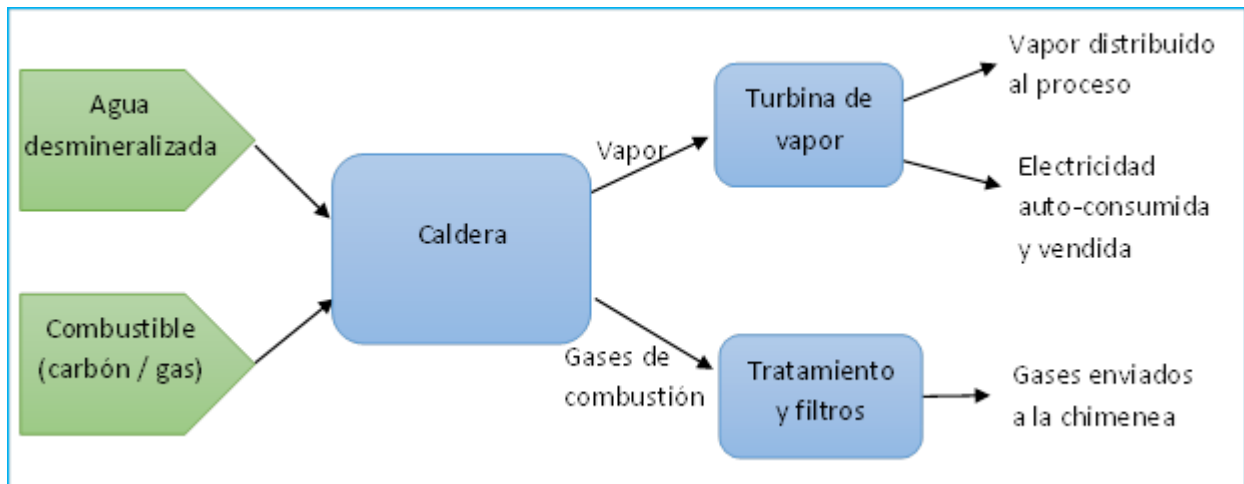 Agua
desmineralizada
Combustible
(carbón / gas)
Caldera
Vapor
Gases de
combustión
Turbina de
vapor
Tratamiento
y filtros
Vapor distribuido
al proceso
Electricidad
auto-consumida
y vendida
Gases enviados
a la chimenea